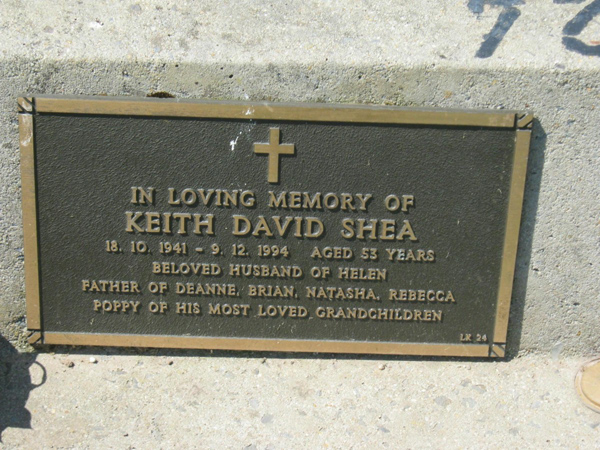 IN LOVING MEMORY OF
KEITH DAVID SHEA
18. 10. 1941 - 9. 12. 1994 AGED 53 YEARS
BELOVED HUSBAND OF HELEN
FATHER OF DEANNE, BRIAN, NATASHA, REBECCA
POPPY OF HIS MOST LOVED GRANDCHILDREN
LK 24